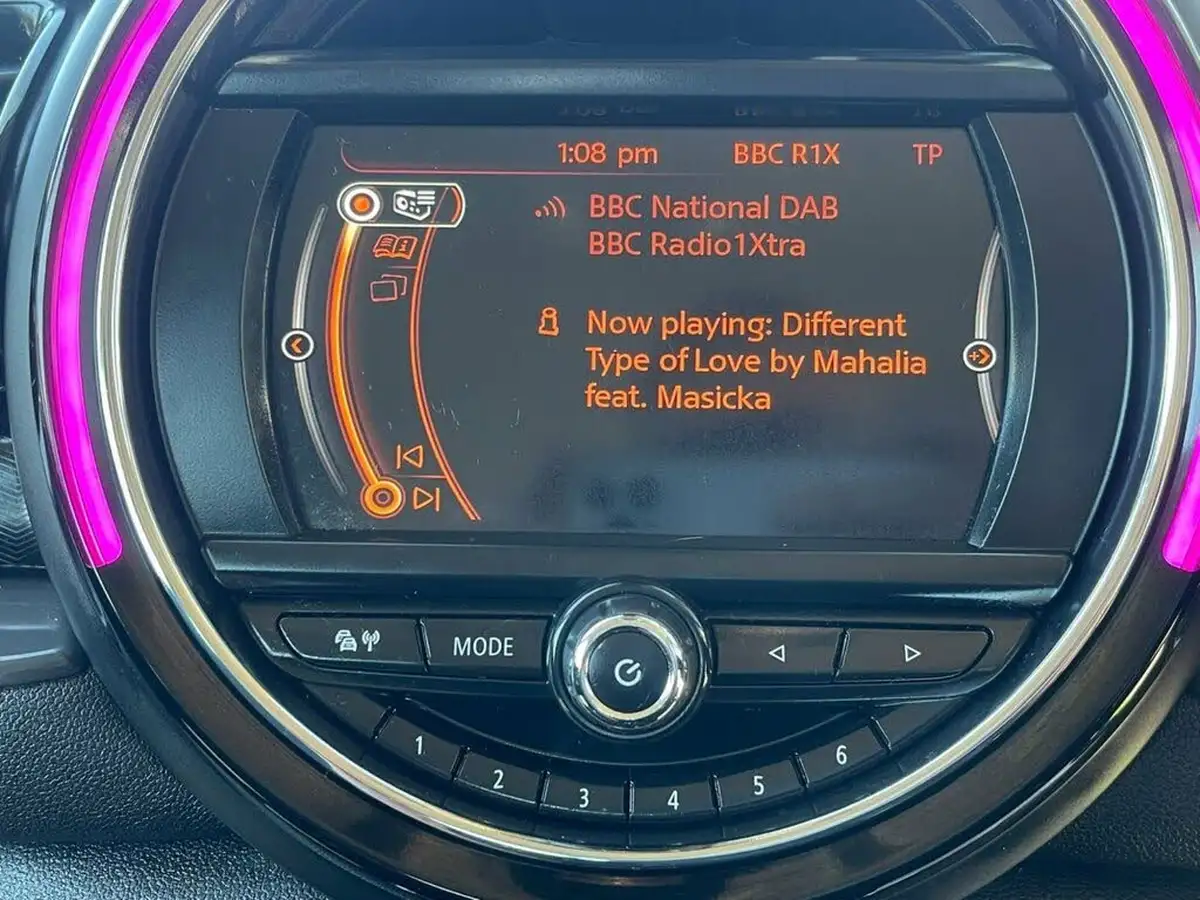 1:08 pm BBC R1X TP
BBC National DAB
BBC Radio1Xtra
Now playing: Different
Type of Love by Mahalia
feat. Masicka
MODE
1 2 3 4 5 6